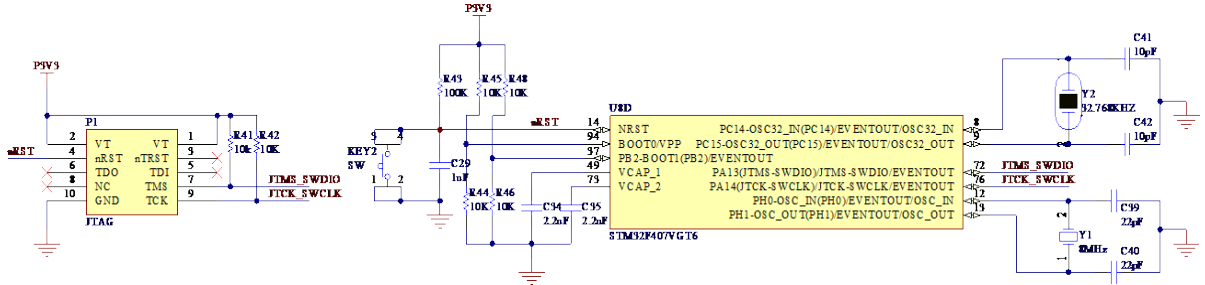 P3V3
P1
2 VT VT 1
nRST 4 nRST nTRST 3
6 TDO TDI 5
8 NC TMS 7
10 GND TCK 9
JTAG
R41
10k
R42
10K
JTMS_SWDIO
JTCK_SWCLK
P3V3
R43
100K
R45
10K
R48
10K
3 4
KEY2
SW
1 2
C29
1uF
R44
10K
R46
10K
C34
2.2nF
C35
2.2nF
U8D
nRST 14 NRST
94 BOOT0/VPP
37 PB2-BOOT1(PB2)/EVENTOUT
49 VCAP_1
73 VCAP_2
PC14-OSC32_IN(PC14)/EVENTOUT/OSC32_IN 8
PC15-OSC32_OUT(PC15)/EVENTOUT/OSC32_OUT 9
PA13(JTMS-SWDIO)/JTMS-SWDIO/EVENTOUT 72 JTMS_SWDIO
PA14(JTCK-SWCLK)/JTCK-SWCLK/EVENTOUT 76 JTCK_SWCLK
PH0-OSC_IN(PH0)/EVENTOUT/OSC_IN 12
PH1-OSC_OUT(PH1)/EVENTOUT/OSC_OUT 13
STM32F407VGT6
C41
10pF
Y2
32.768KHZ
C42
10pF
2
C39
22pF
2
Y1
8MHz
1
C40
22pF